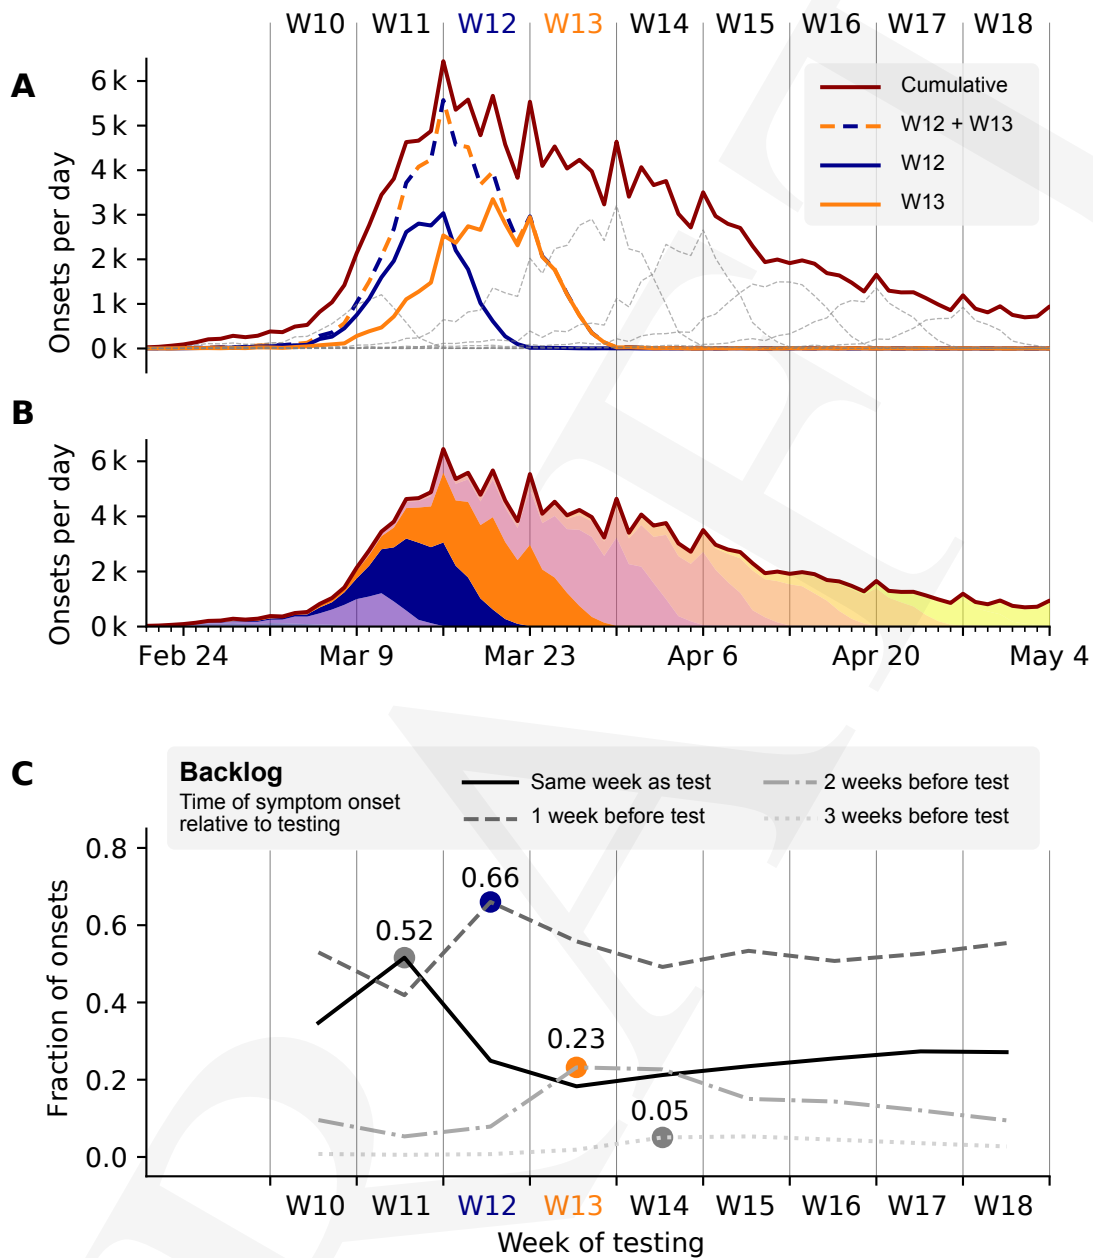 W10 W11 W12 W13 W14 W15 W16 W17 W18
A
Onsets per day
6 k
5 k
4 k
3 k
2 k
1 k
0 k
Cumulative
W12 + W13
W12
W13
B
Onsets per day
6 k
4 k
2 k
0 k
Feb 24 Mar 9 Mar 23 Apr 6 Apr 20 May 4
C
Backlog
Time of symptom onset
relative to testing
Same week as test
1 week before test
2 weeks before test
3 weeks before test
Fraction of onsets
0.8
0.6
0.4
0.2
0.0
0.66
0.52
0.23
0.05
W10 W11 W12 W13 W14 W15 W16 W17 W18
Week of testing